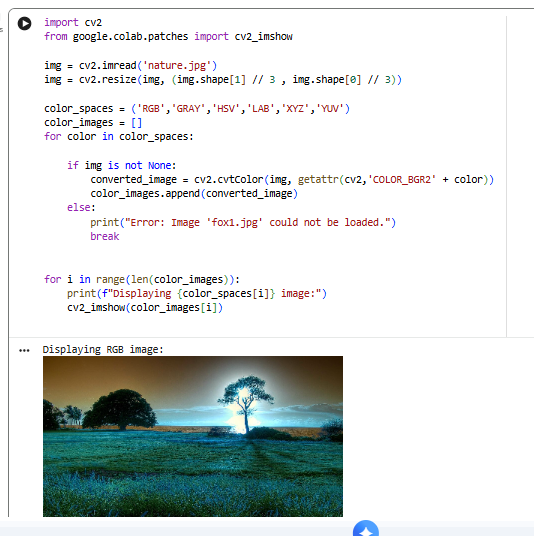 import cv2
from google.colab.patches import cv2_imshow
img = cv2.imread('nature.jpg')
img = cv2.resize(img, (img.shape[1] // 3 , img.shape[0] // 3))
color_spaces = ('RGB','GRAY','HSV','LAB','XYZ','YUV')
color_images = []
for color in color_spaces:
    if img is not None:
        converted_image = cv2.cvtColor(img, getattr(cv2,'COLOR_BGR2' + color))
        color_images.append(converted_image)
    else:
        print("Error: Image 'fox1.jpg' could not be loaded.")
        break
for i in range(len(color_images)):
    print(f"Displaying {color_spaces[i]} image:")
    cv2_imshow(color_images[i])
Displaying RGB image: